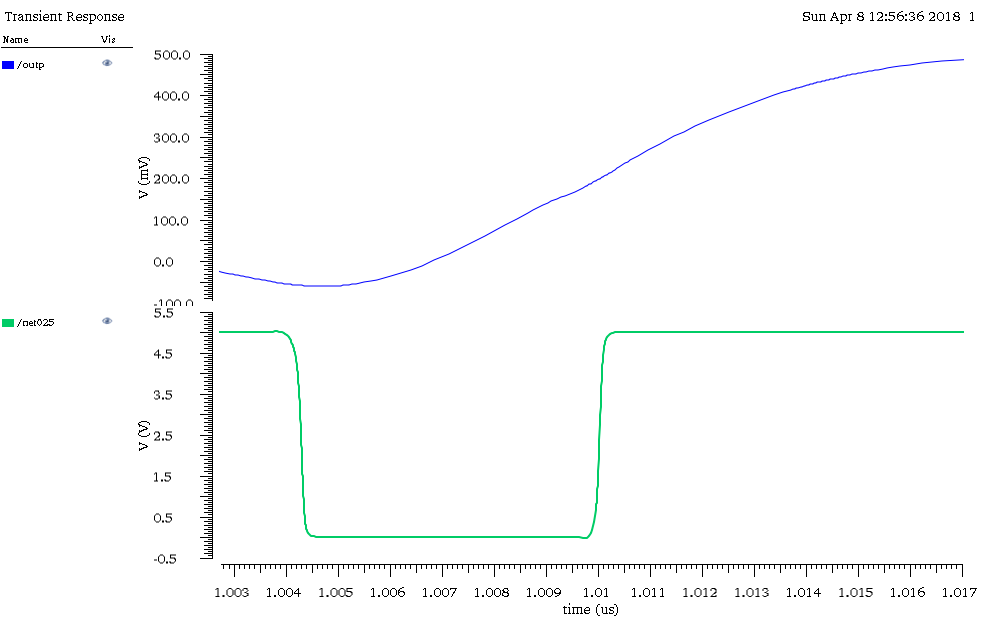 Transient Response
Sun Apr 8 12:56:36 2018 1
Name Vis
/outp
500.0
400.0
300.0
200.0
100.0
0.0
-100.0
V (mV)
/net025
5.5
4.5
3.5
2.5
1.5
0.5
-0.5
V (V)
1.003 1.004 1.005 1.006 1.007 1.008 1.009 1.01 1.011 1.012 1.013 1.014 1.015 1.016 1.017
time (us)